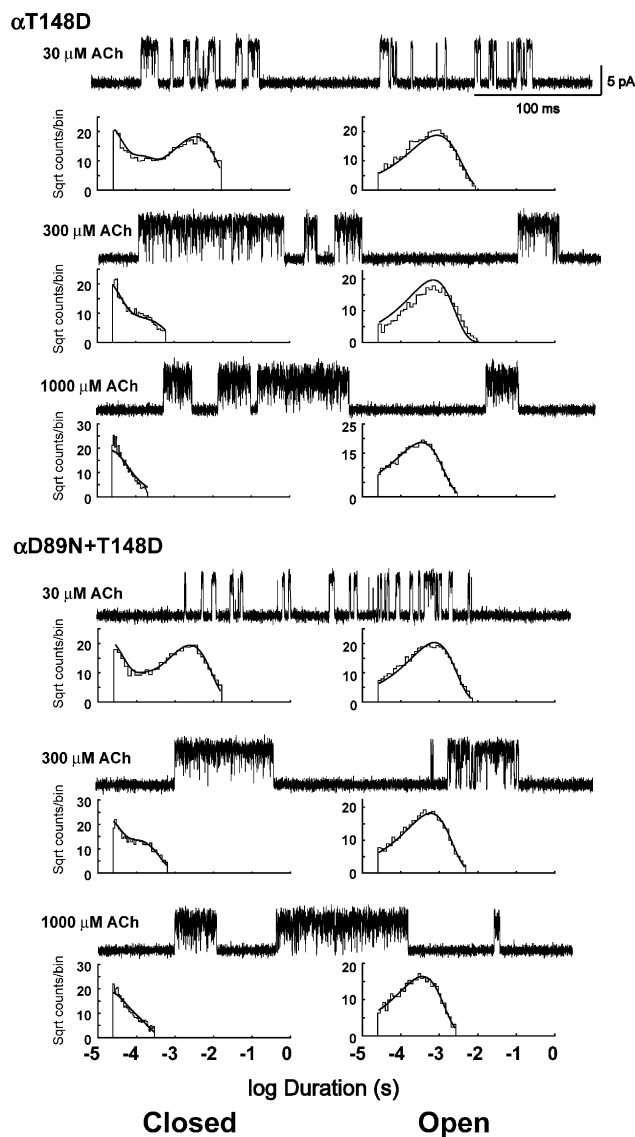 αT148D
30 μM ACh
5 pA
100 ms
Sqrt counts/bin
20
10
0
20
10
0
300 μM ACh
Sqrt counts/bin
30
20
10
0
20
10
0
1000 μM ACh
Sqrt counts/bin
30
20
10
0
25
15
0
αD89N+T148D
30 μM ACh
Sqrt counts/bin
20
10
0
20
10
0
300 μM ACh
Sqrt counts/bin
30
20
10
0
20
10
0
1000 μM ACh
Sqrt counts/bin
30
20
10
0
20
10
0
-5 -4 -3 -2 -1 0 -5 -4 -3 -2 -1 0
log Duration (s)
Closed Open